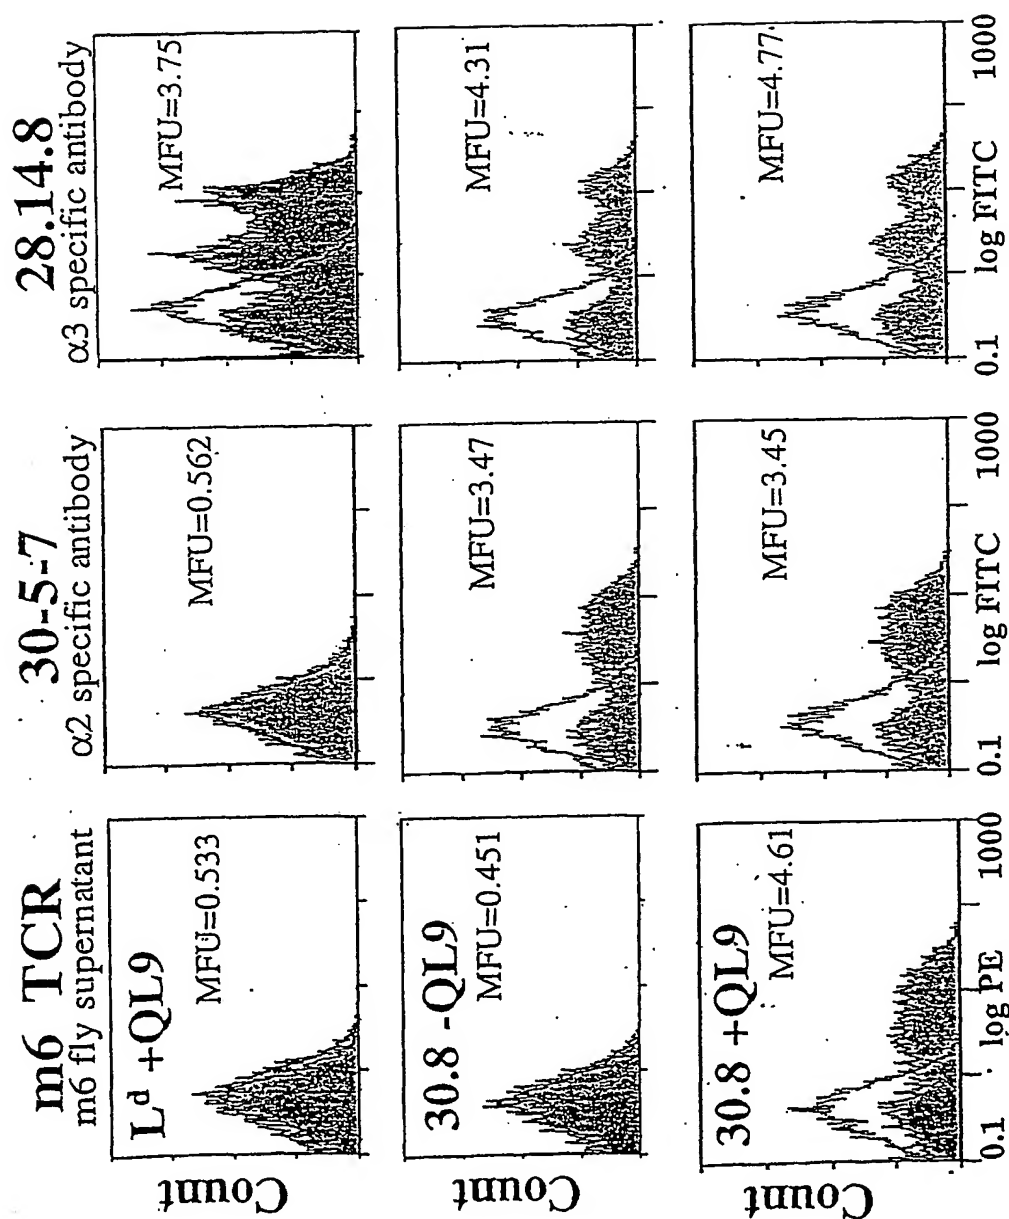 m6 TCR
m6 fly supernatant
30-5-7
α2 specific antibody
28.14.8
α3 specific antibody
Count
Lᵈ +QL9
MFU=0.533
MFU=0.562
MFU=3.75
Count
30.8 -QL9
MFU=0.451
MFU=3.47
MFU=4.31
Count
30.8 +QL9
MFU=4.61
MFU=3.45
MFU=4.77
0.1 log PE 1000
0.1 log FITC 1000
0.1 log FITC 1000